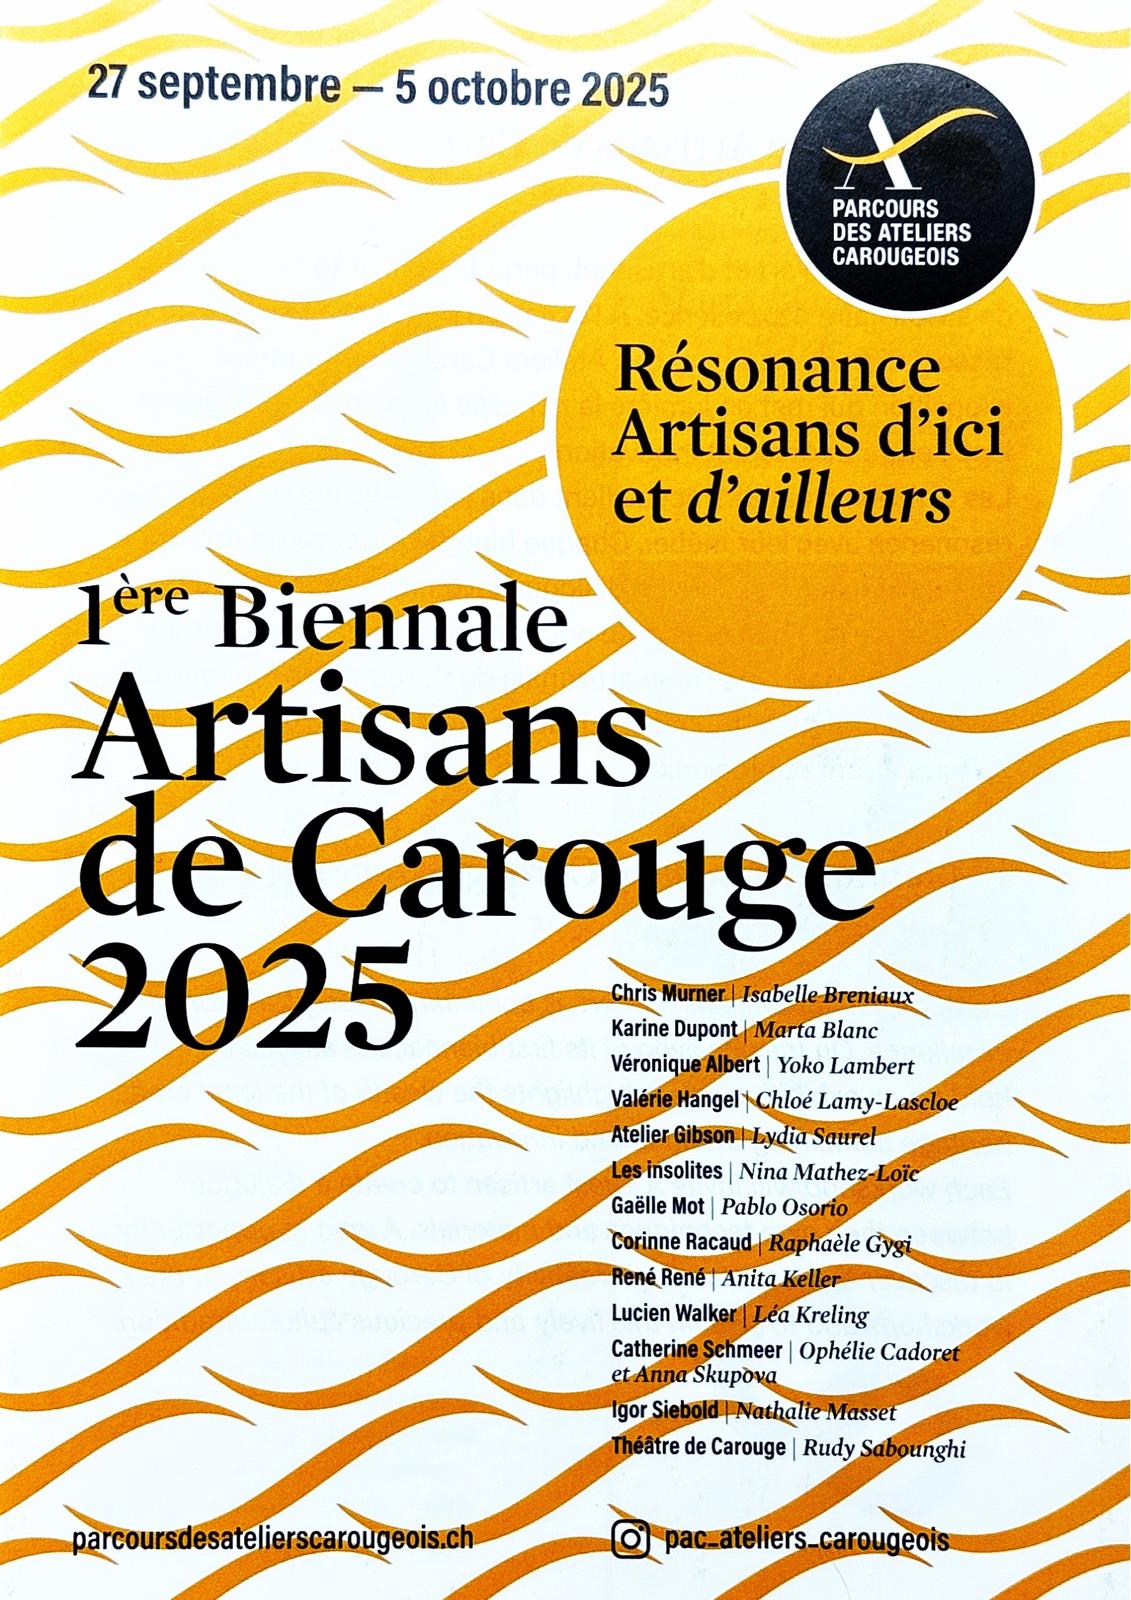 27 septembre — 5 octobre 2025
PARCOURS
DES ATELIERS
CAROUGEOIS
Résonance
Artisans d'ici
et d'ailleurs
1ère Biennale
Artisans
de Carouge
2025
Chris Murner | Isabelle Breniaux
Karine Dupont | Marta Blanc
Véronique Albert | Yoko Lambert
Valérie Hangel | Chloé Lamy-Lascloe
Atelier Gibson | Lydia Saurel
Les insolites | Nina Mathez-Loïc
Gaëlle Mot | Pablo Osorio
Corinne Racaud | Raphaèle Gygi
René René | Anita Keller
Lucien Walker | Léa Kreling
Catherine Schmeer | Ophélie Cadoret
et Anna Skupova
Igor Siebold | Nathalie Masset
Théâtre de Carouge | Rudy Sabounghi
parcoursdesatelierscarougeois.ch
pac_ateliers_carougeois